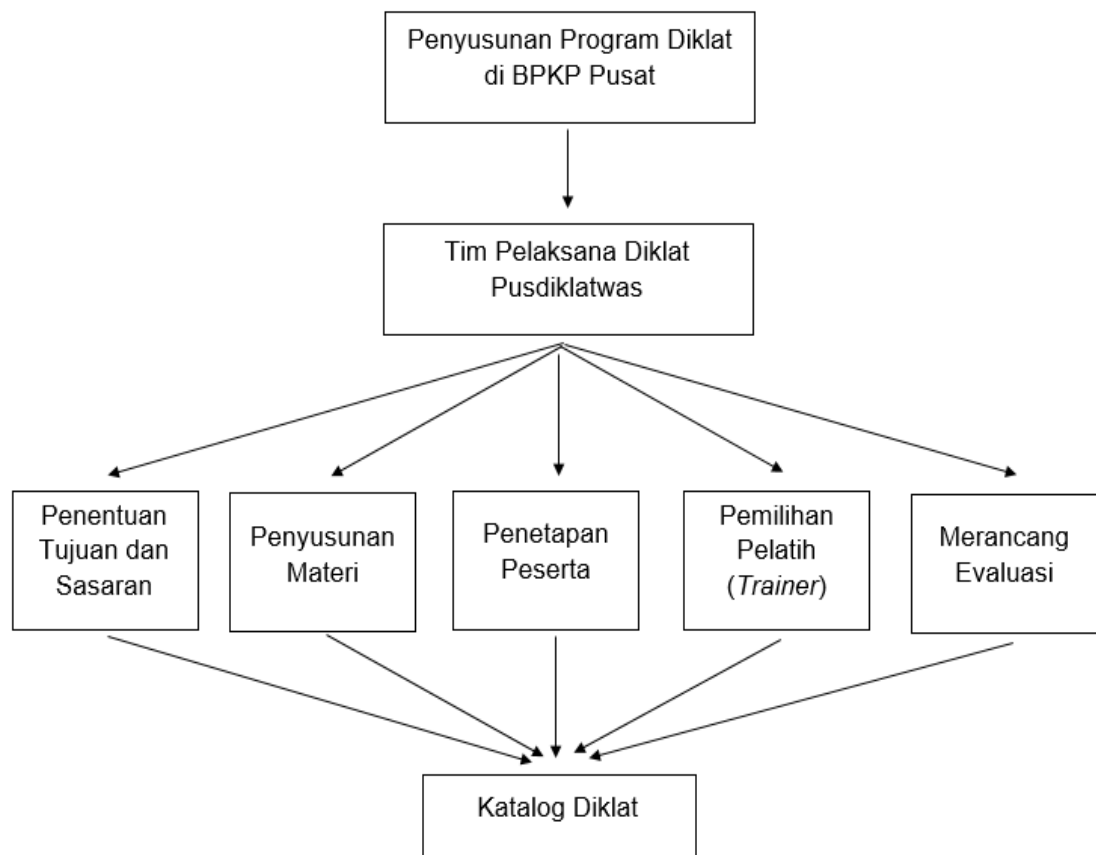 Penyusunan Program Diklat
di BPKP Pusat
Tim Pelaksana Diklat
Pusdiklatwas
Penentuan
Tujuan dan
Sasaran
Penyusunan
Materi
Penetapan
Peserta
Pemilihan
Pelatih
(Trainer)
Merancang
Evaluasi
Katalog Diklat